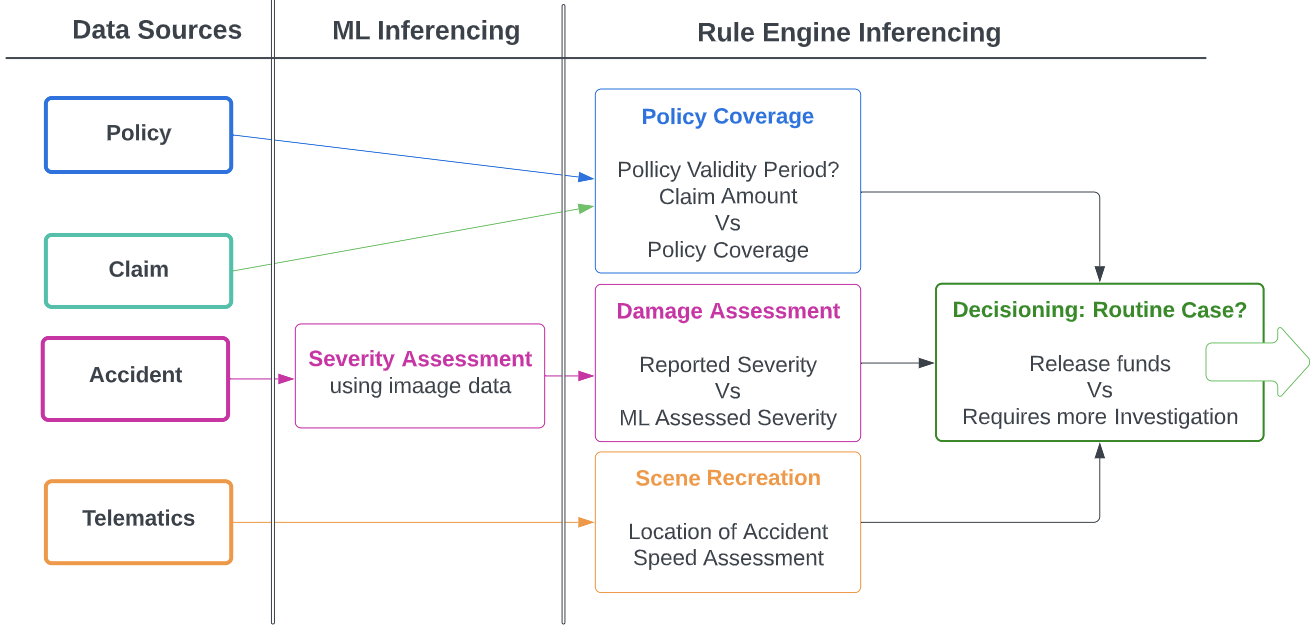 Data Sources
ML Inferencing
Rule Engine Inferencing
Policy
Claim
Accident
Telematics
Severity Assessment
using imaage data
Policy Coverage
Pollicy Validity Period?
Claim Amount
Vs
Policy Coverage
Damage Assessment
Reported Severity
Vs
ML Assessed Severity
Scene Recreation
Location of Accident
Speed Assessment
Decisioning: Routine Case?
Release funds
Vs
Requires more Investigation